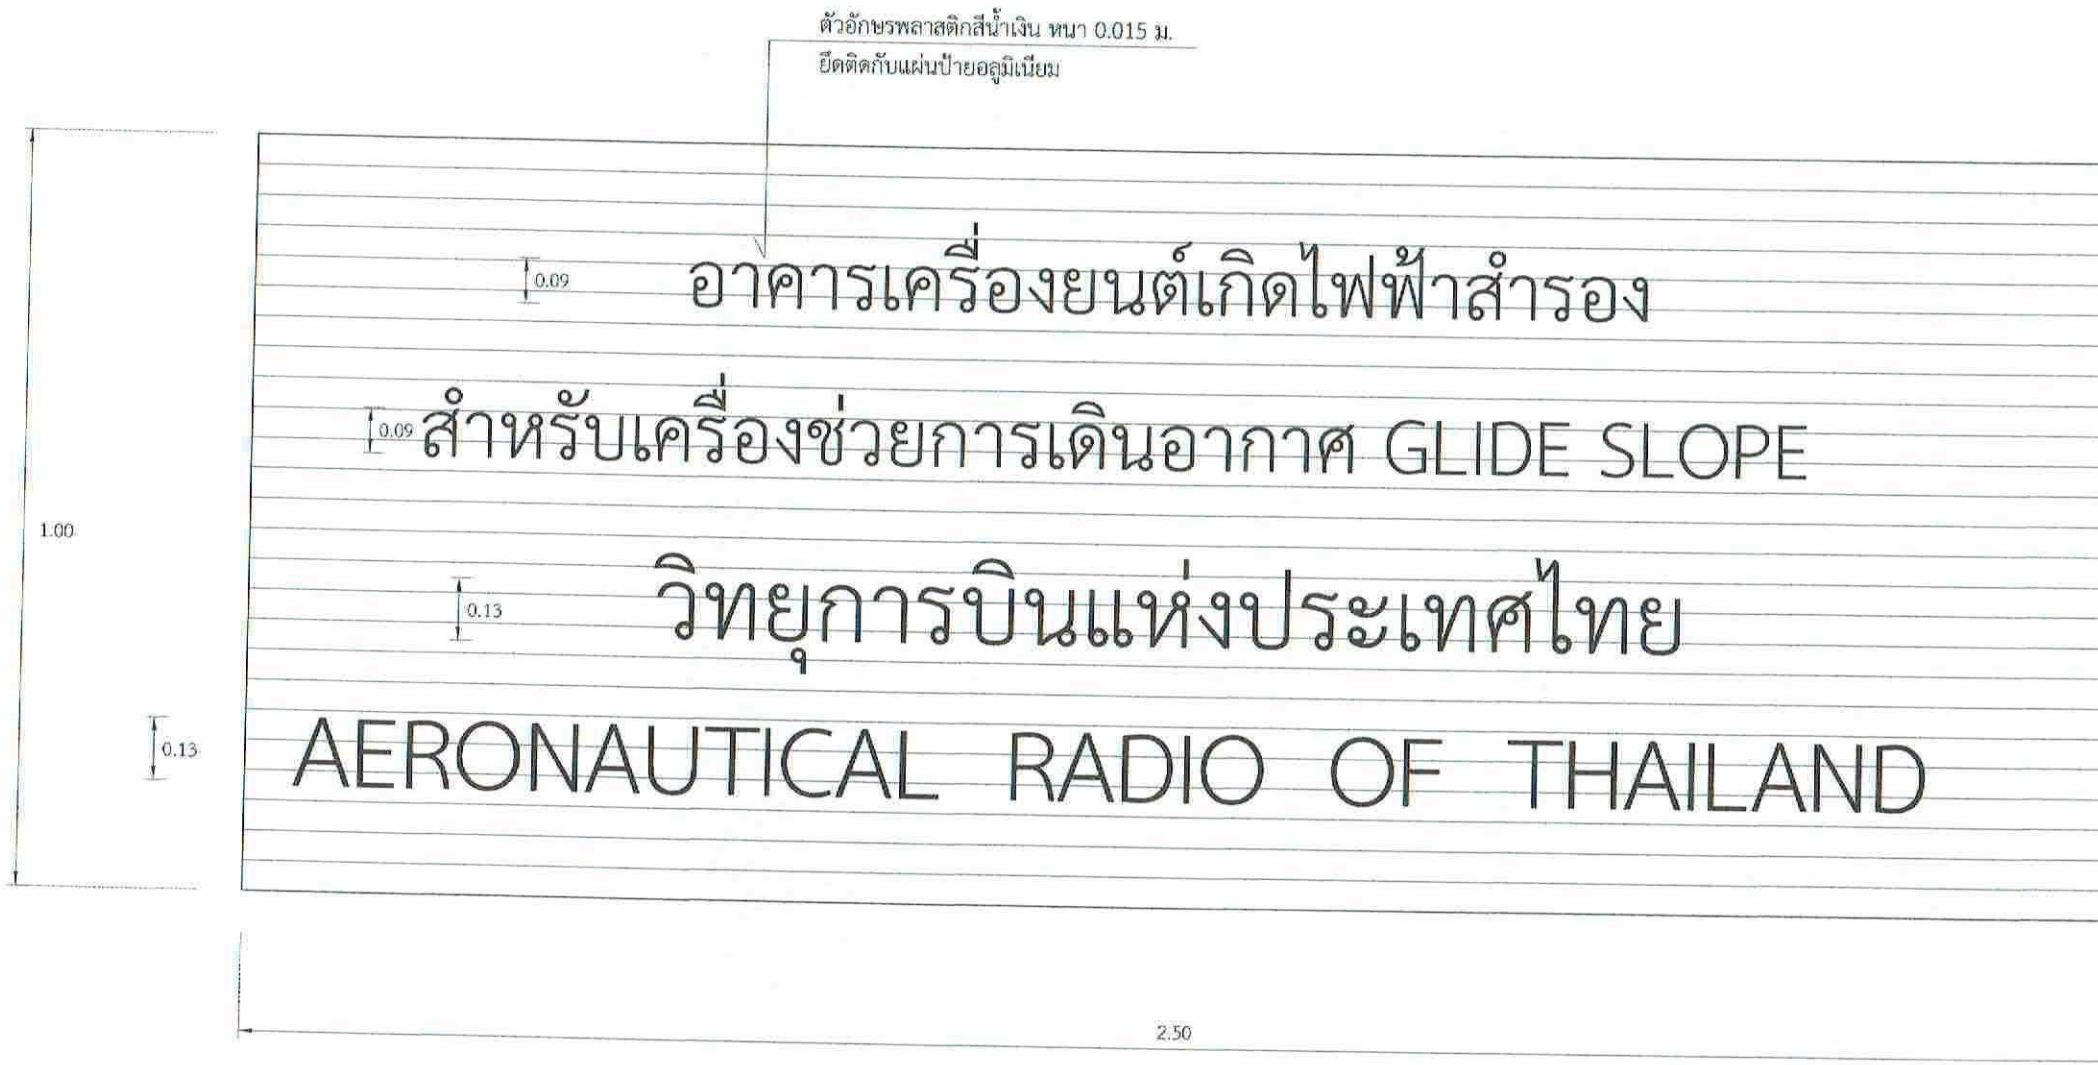 ตัวอักษรพลาสติกสีน้ำเงิน หนา 0.015 ม.
ยึดติดกับแผ่นป้ายอลูมิเนียม
0.09 อาคารเครื่องยนต์เกิดไฟฟ้าสำรอง
0.09 สำหรับเครื่องช่วยการเดินอากาศ GLIDE SLOPE
1.00
0.13 วิทยุการบินแห่งประเทศไทย
0.13 AERONAUTICAL RADIO OF THAILAND
2.50